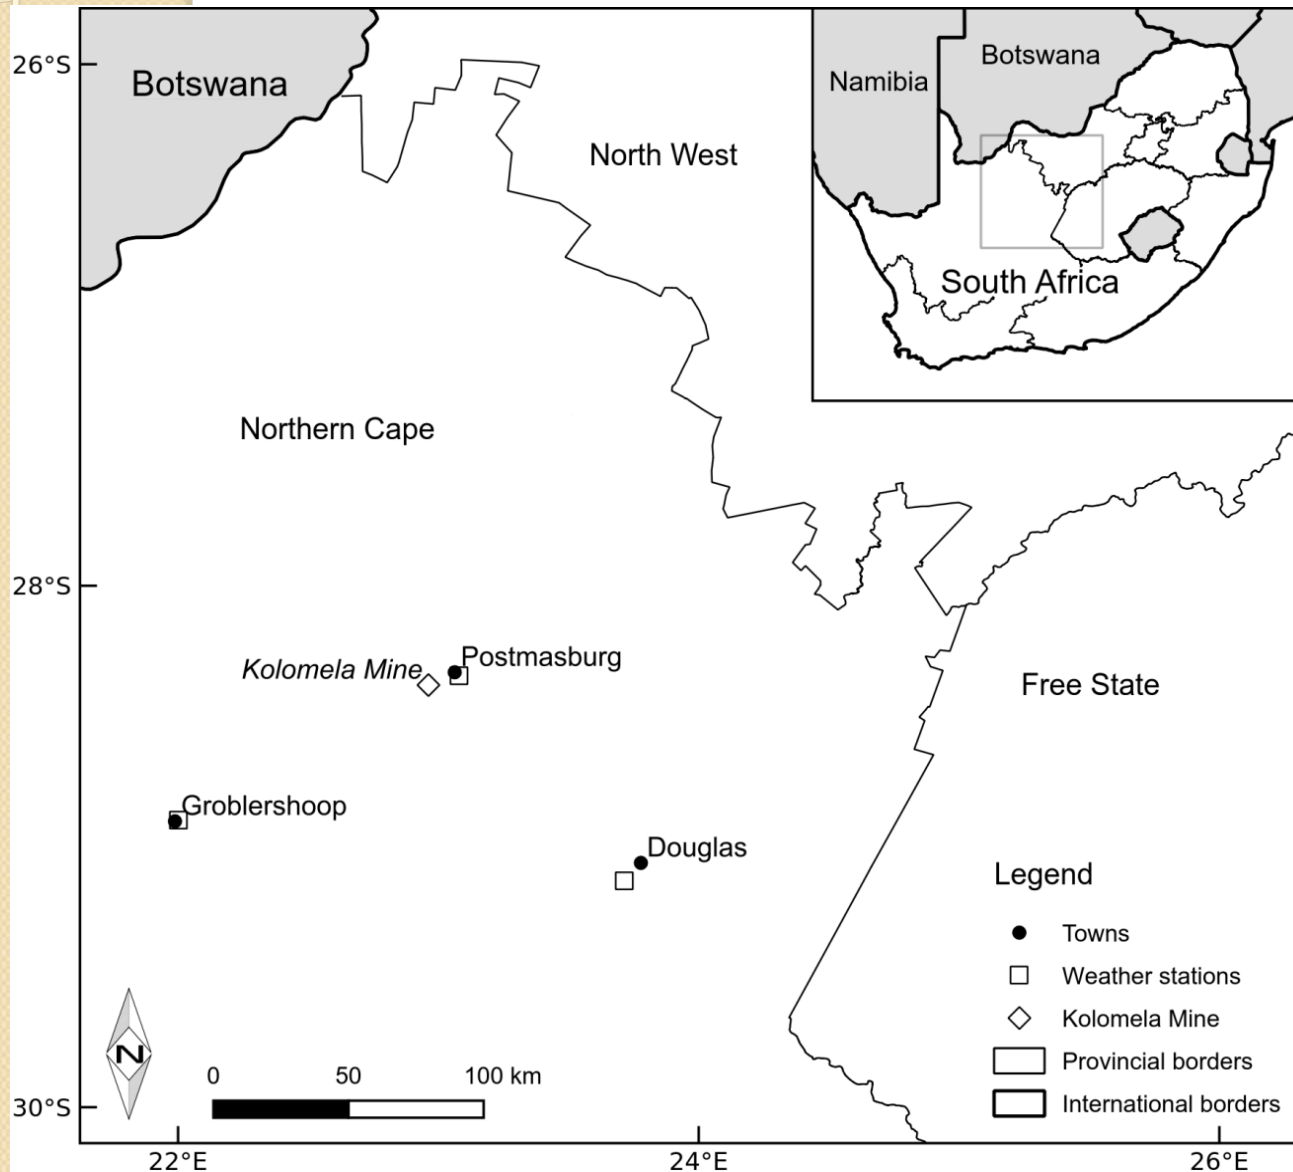 26°S
Botswana
North West
Namibia
Botswana
South Africa
Northern Cape
28°S
Kolomela Mine
Postmasburg
Free State
Groblershoop
Douglas
Legend
Towns
Weather stations
Kolomela Mine
Provincial borders
International borders
N
0 50 100 km
30°S
22°E 24°E 26°E